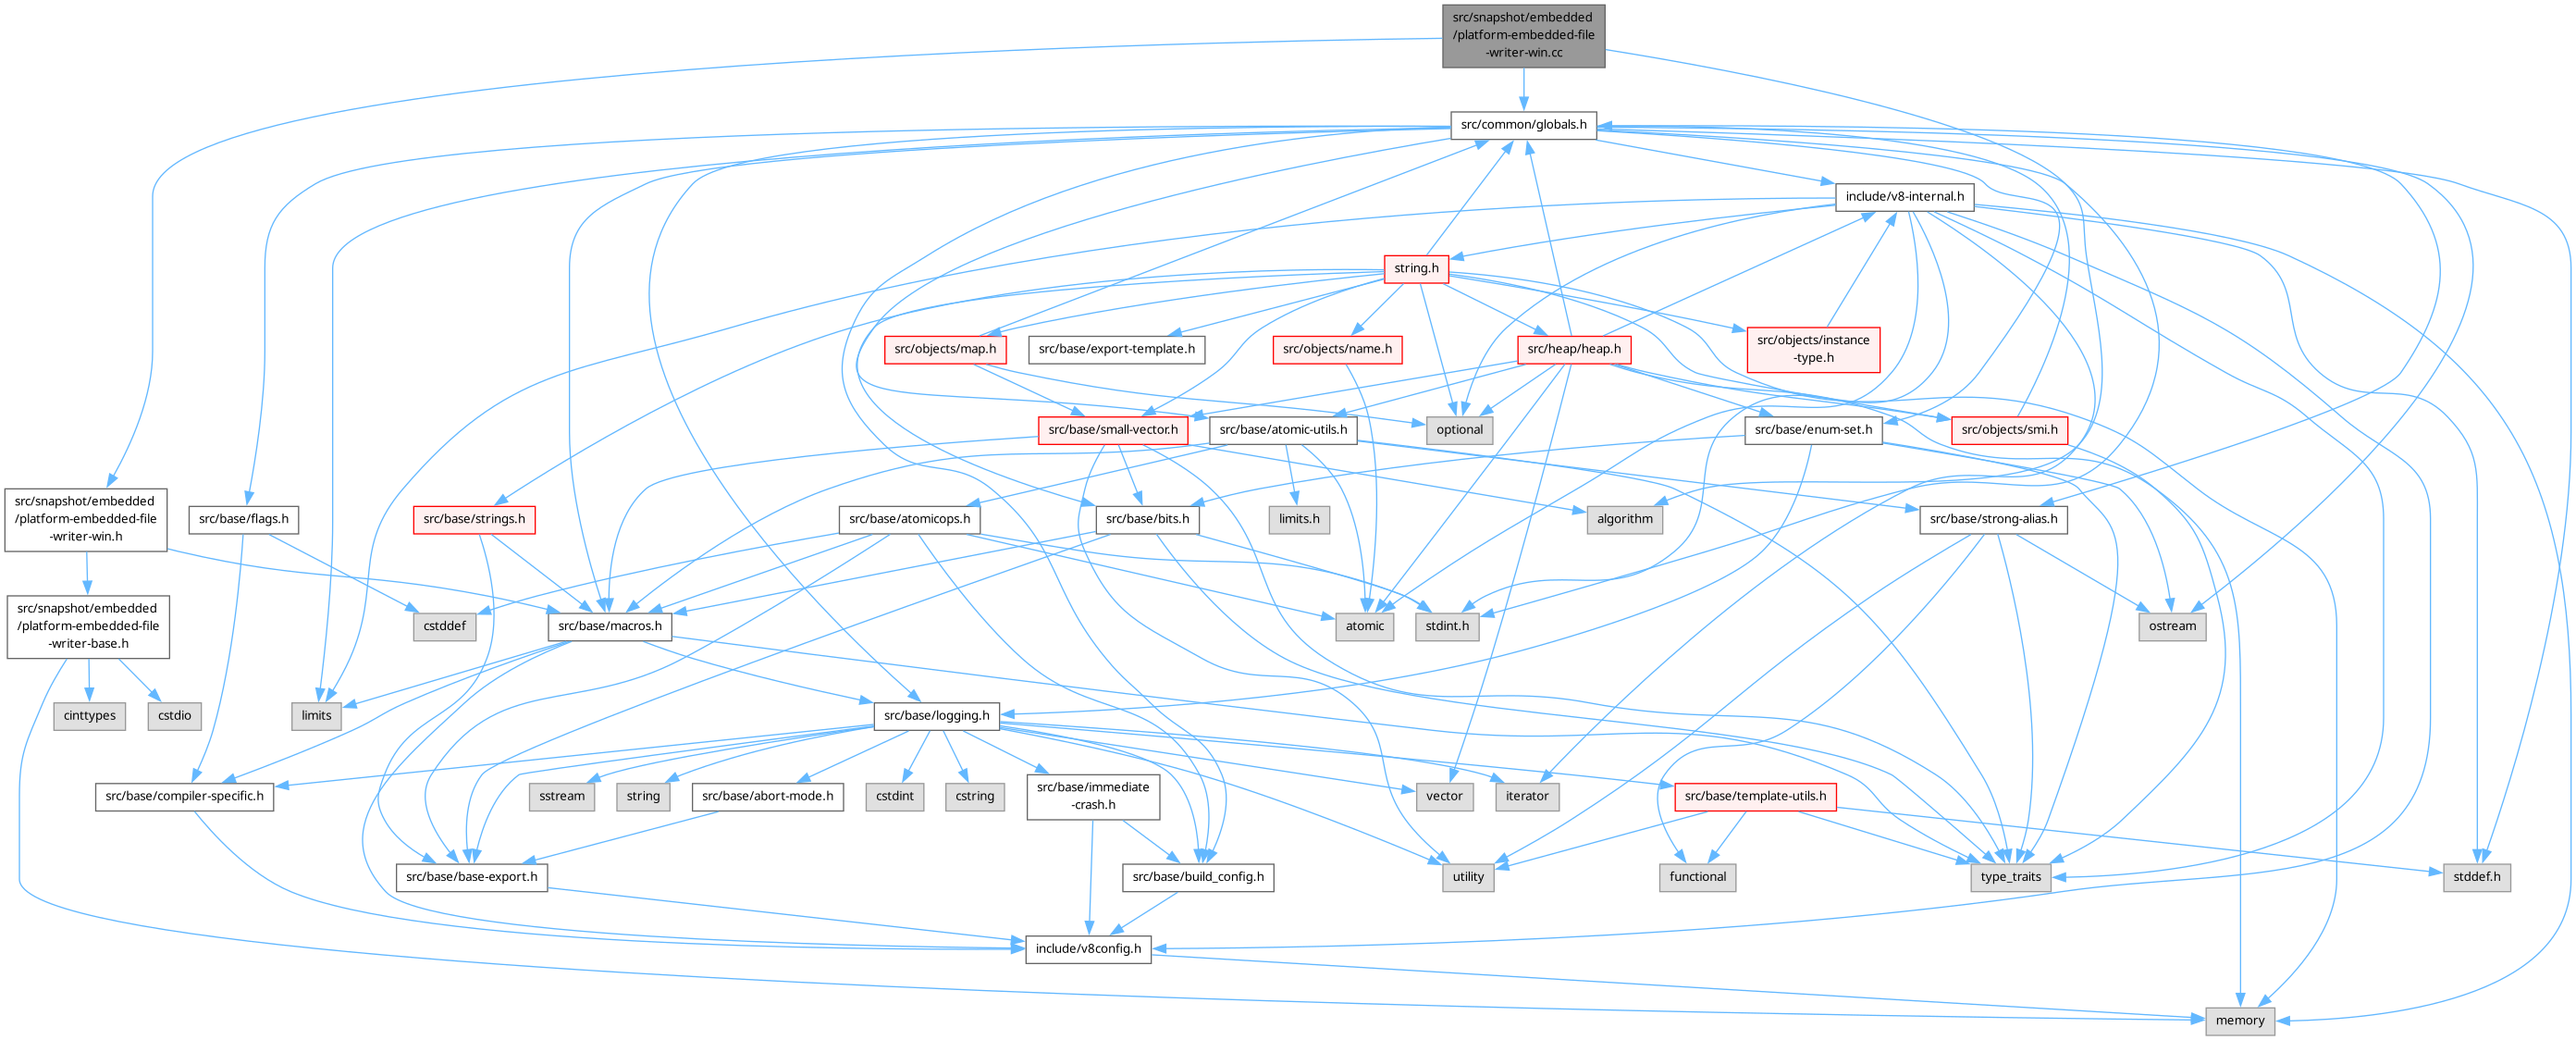 src/snapshot/embedded
/platform-embedded-file
-writer-win.cc
src/common/globals.h
include/v8-internal.h
string.h
src/objects/map.h
src/base/export-template.h
src/objects/name.h
src/heap/heap.h
src/objects/instance
-type.h
src/base/small-vector.h
src/base/atomic-utils.h
optional
src/base/enum-set.h
src/objects/smi.h
src/snapshot/embedded
/platform-embedded-file
-writer-win.h
src/base/flags.h
src/base/strings.h
src/base/atomicops.h
src/base/bits.h
limits.h
algorithm
src/base/strong-alias.h
src/snapshot/embedded
/platform-embedded-file
-writer-base.h
cstddef
src/base/macros.h
atomic
stdint.h
ostream
cinttypes
cstdio
limits
src/base/logging.h
src/base/compiler-specific.h
sstream
string
src/base/abort-mode.h
cstdint
cstring
src/base/immediate
-crash.h
vector
iterator
src/base/template-utils.h
src/base/base-export.h
src/base/build_config.h
utility
functional
type_traits
stddef.h
include/v8config.h
memory